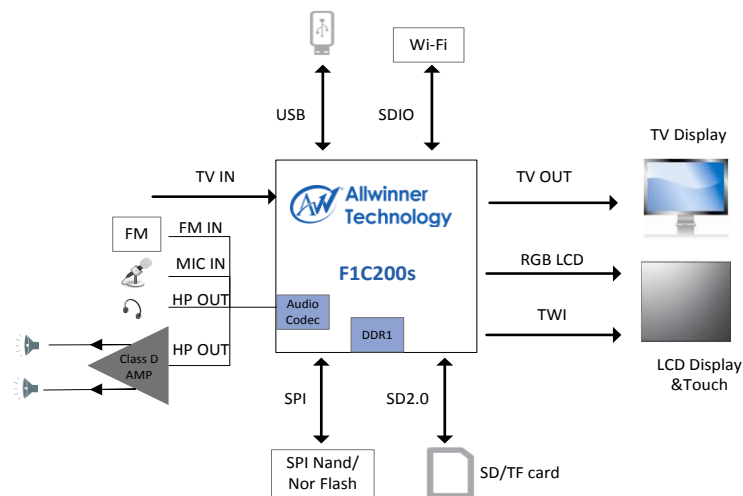 Wi-Fi
USB
SDIO
TV Display
TV IN
TV OUT
AW Allwinner
Technology
FM
FM IN
MIC IN
RGB LCD
F1C200s
HP OUT
Audio
Codec
TWI
DDR1
Class D
AMP
HP OUT
LCD Display
&Touch
SPI
SD2.0
SPI Nand/
Nor Flash
SD/TF card